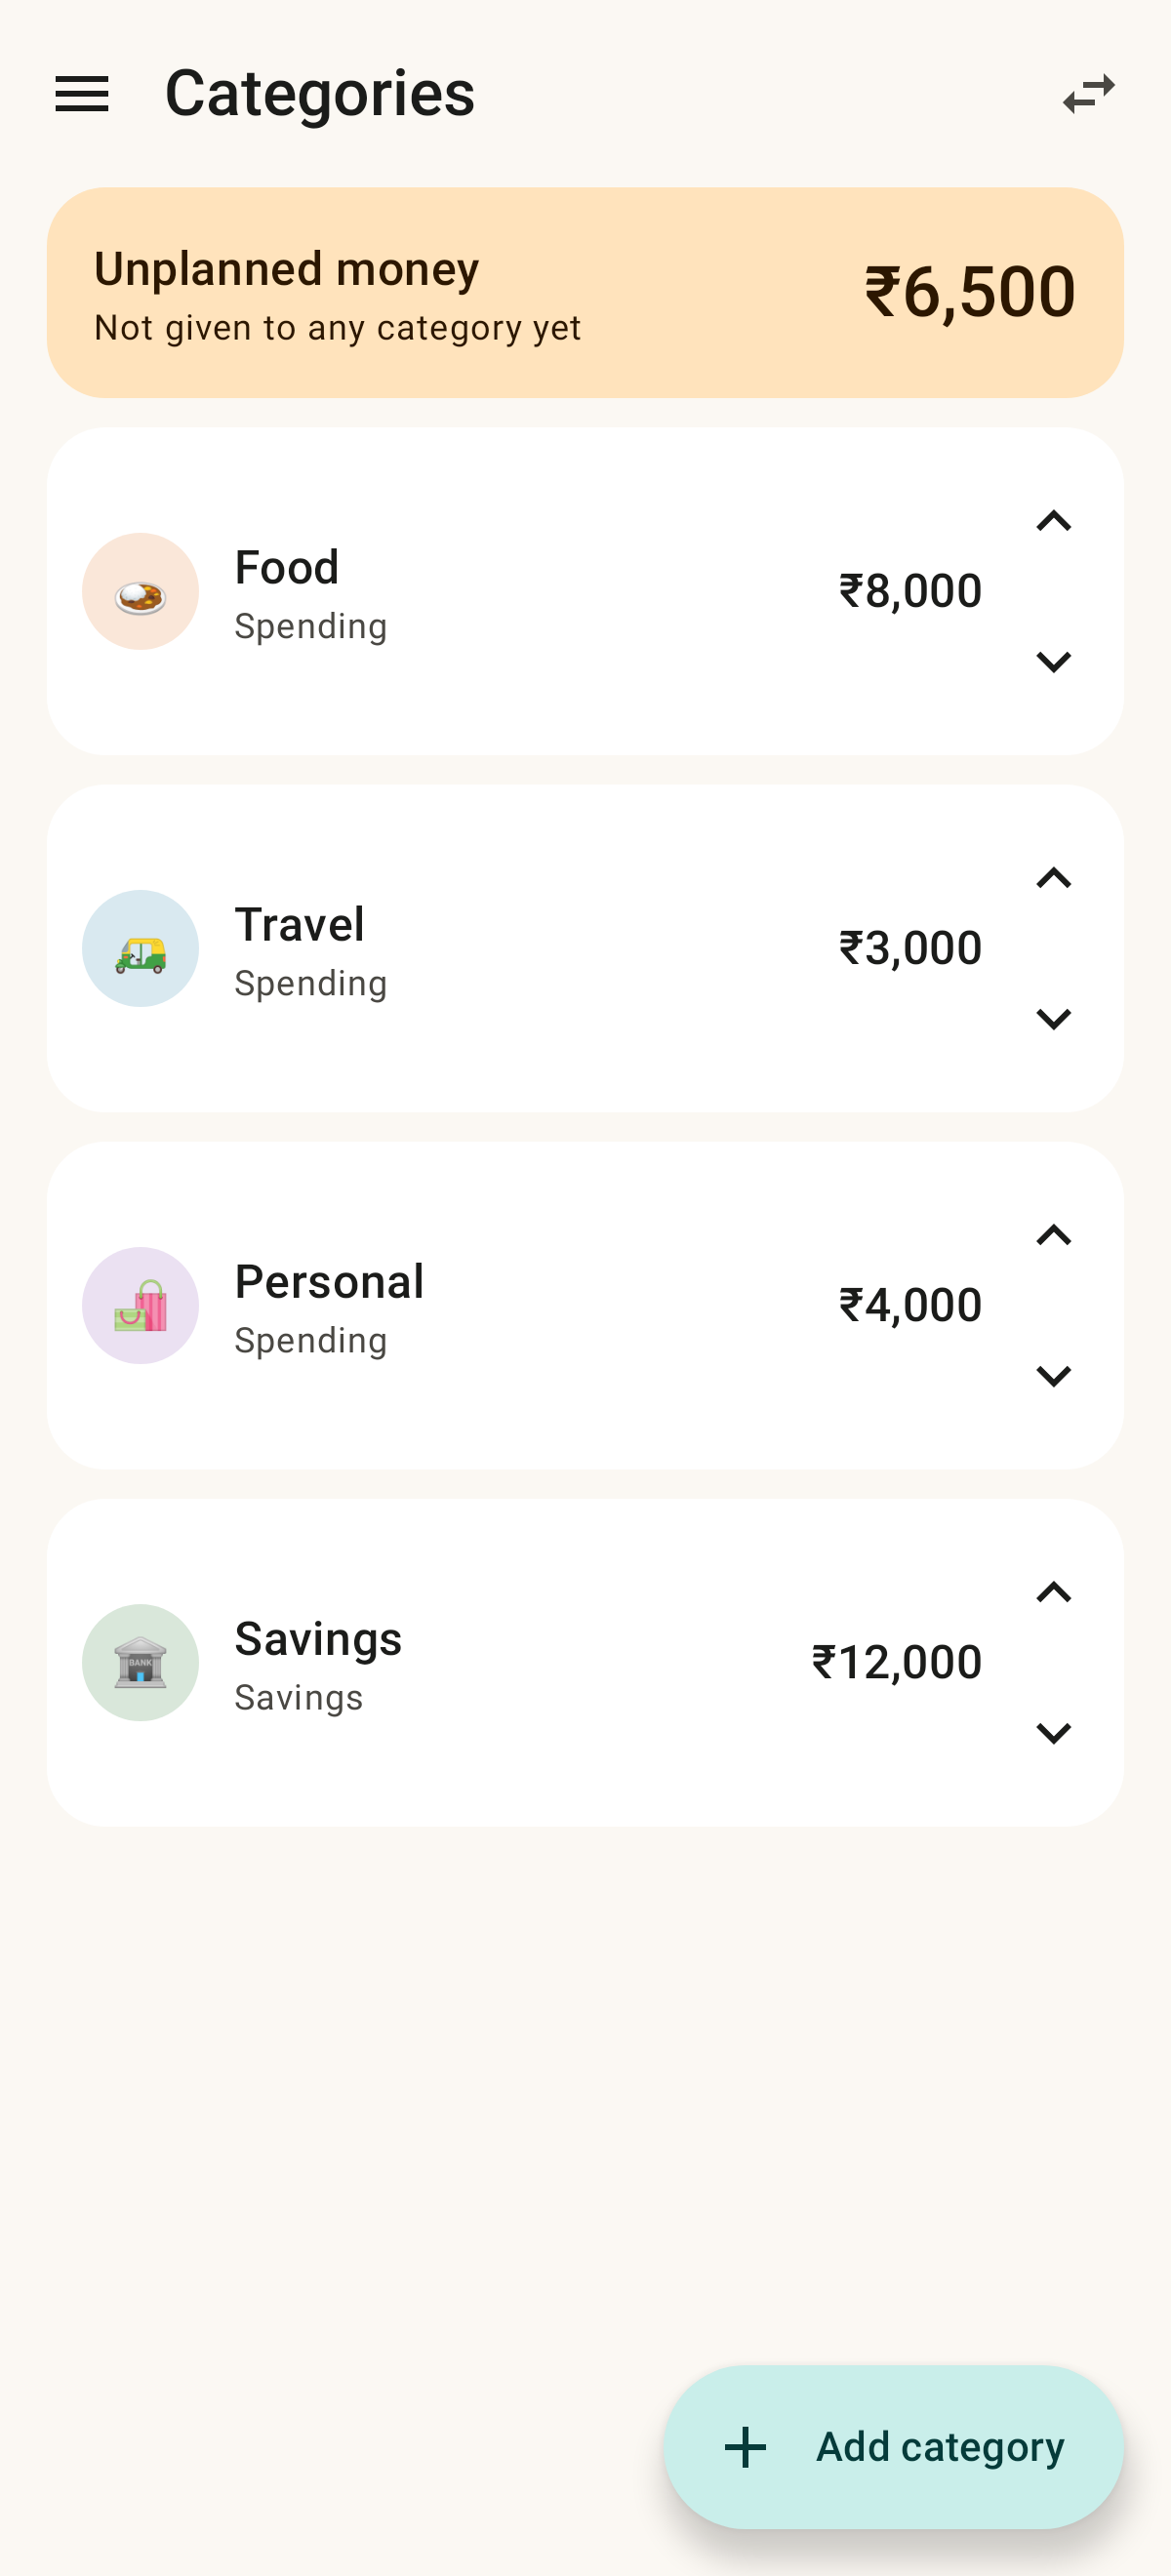 Categories
Unplanned money
Not given to any category yet
₹6,500
Food
Spending
₹8,000
Travel
Spending
₹3,000
Personal
Spending
₹4,000
BANK
Savings
Savings
₹12,000
Add category